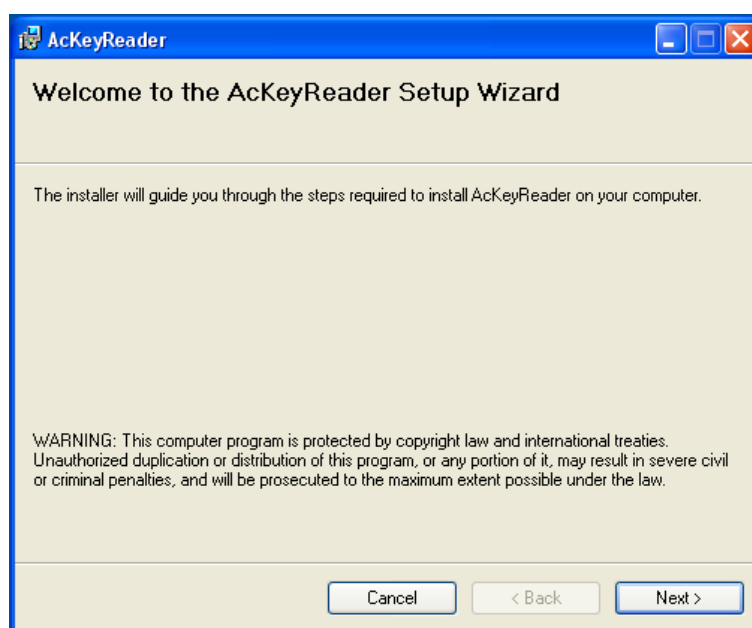 AcKeyReader
Welcome to the AcKeyReader Setup Wizard
The installer will guide you through the steps required to install AcKeyReader on your computer.
WARNING: This computer program is protected by copyright law and international treaties.
Unauthorized duplication or distribution of this program, or any portion of it, may result in severe civil
or criminal penalties, and will be prosecuted to the maximum extent possible under the law.
Cancel < Back Next >